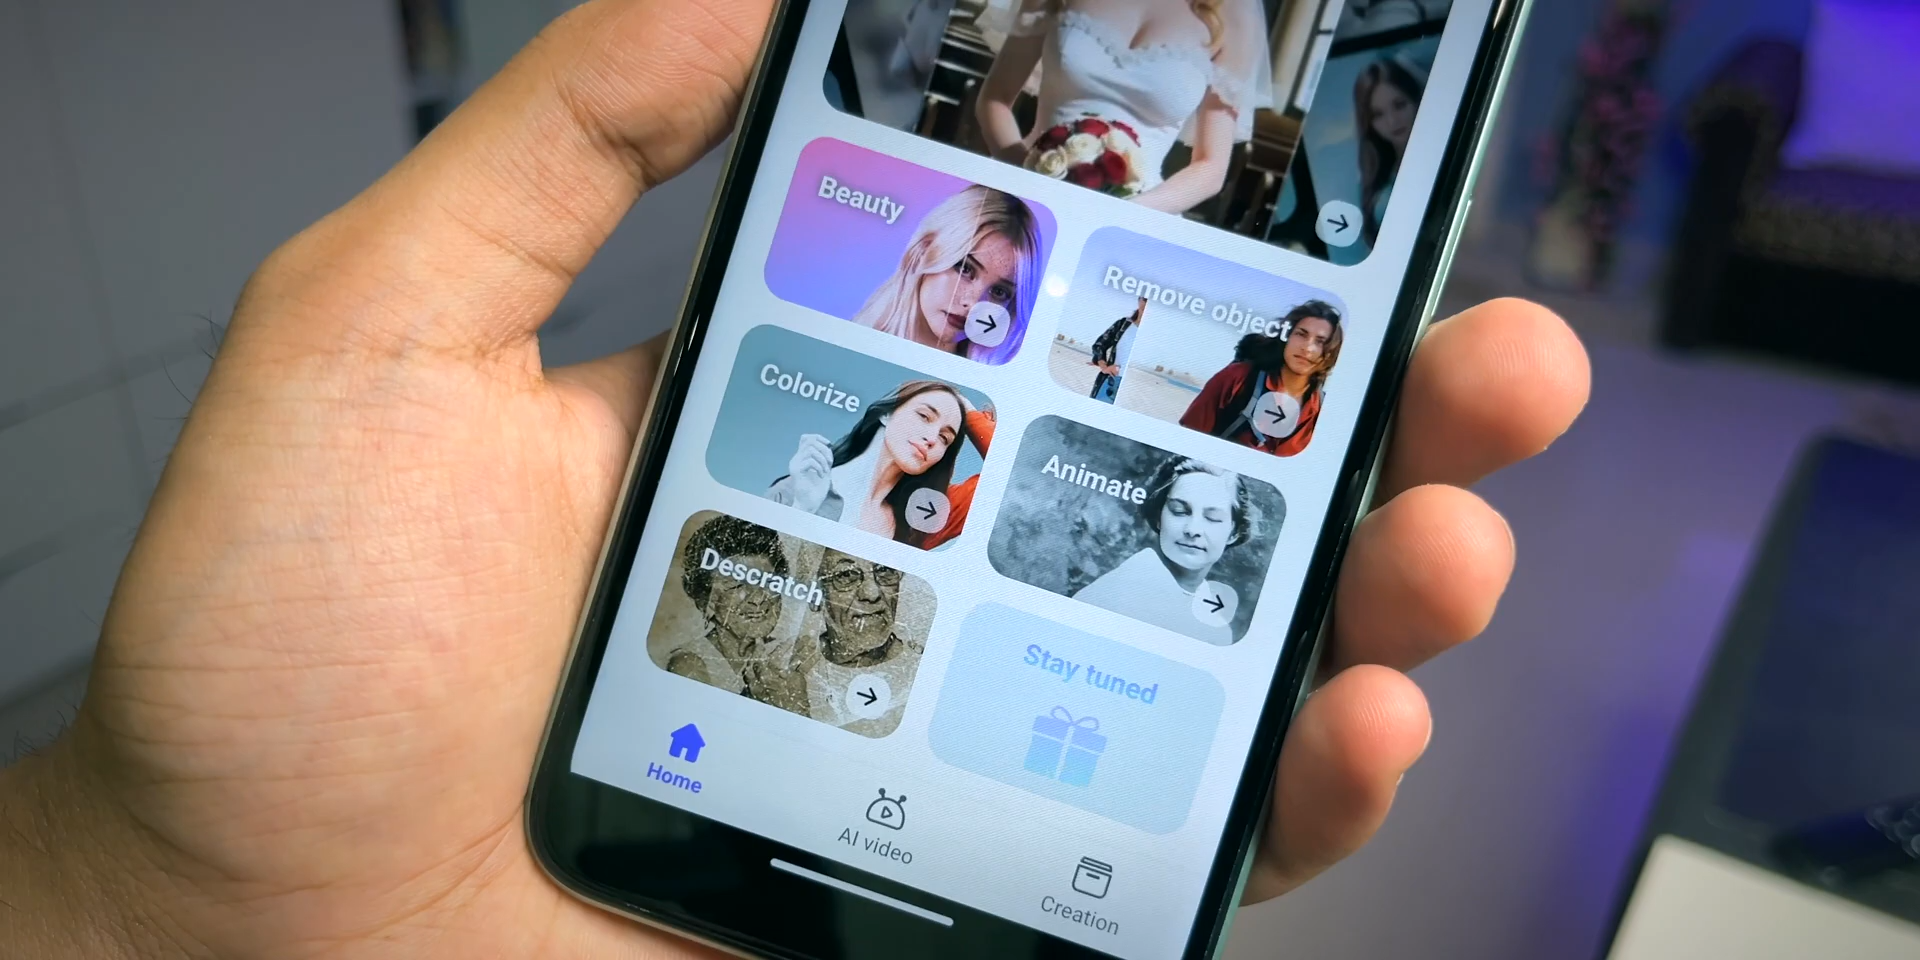 Beauty
Remove object
Colorize
Animate
Descratch
Stay tuned
Home
AI video
Creation